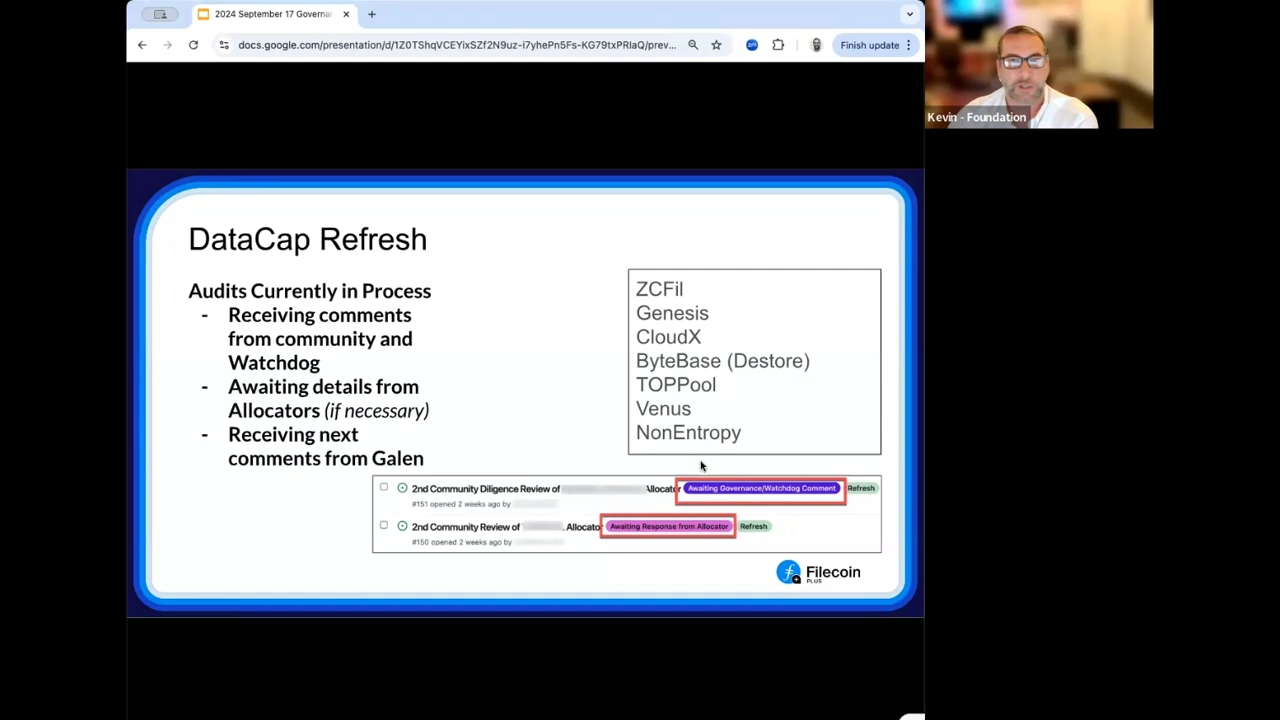 2024 September 17 Governa
docs.google.com/presentation/d/1Z0TShqVCEYixSZf2N9uz-i7yhePn5Fs-KG79txPRIaQ/prev...
Finish update
Kevin - Foundation
DataCap Refresh
Audits Currently in Process
- Receiving comments
from community and
Watchdog
- Awaiting details from
Allocators (if necessary)
- Receiving next
comments from Galen
ZCFil
Genesis
CloudX
ByteBase (Destore)
TOPPool
Venus
NonEntropy
2nd Community Diligence Review of Allocator Awaiting Governance/Watchdog Comment Refresh
#151 opened 2 weeks ago by
2nd Community Review of . Allocator Awaiting Response from Allocator Refresh
#150 opened 2 weeks ago by
Filecoin
PLUS